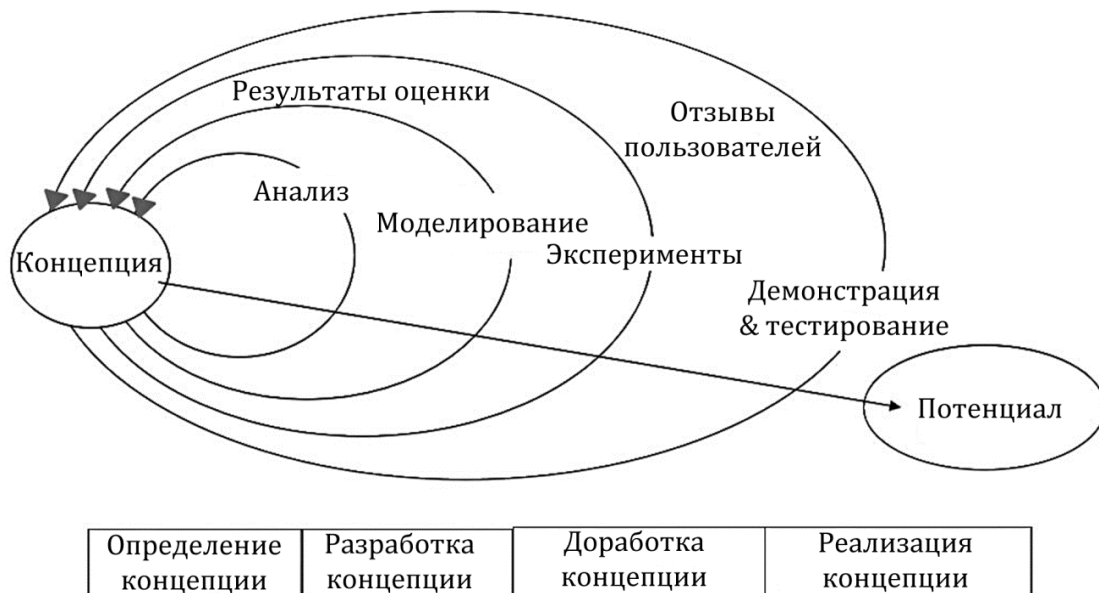 Результаты оценки
Отзывы
пользователей
Анализ
Моделирование
Эксперименты
Концепция
Демонстрация
& тестирование
Потенциал
Определение
концепции
Разработка
концепции
Доработка
концепции
Реализация
концепции